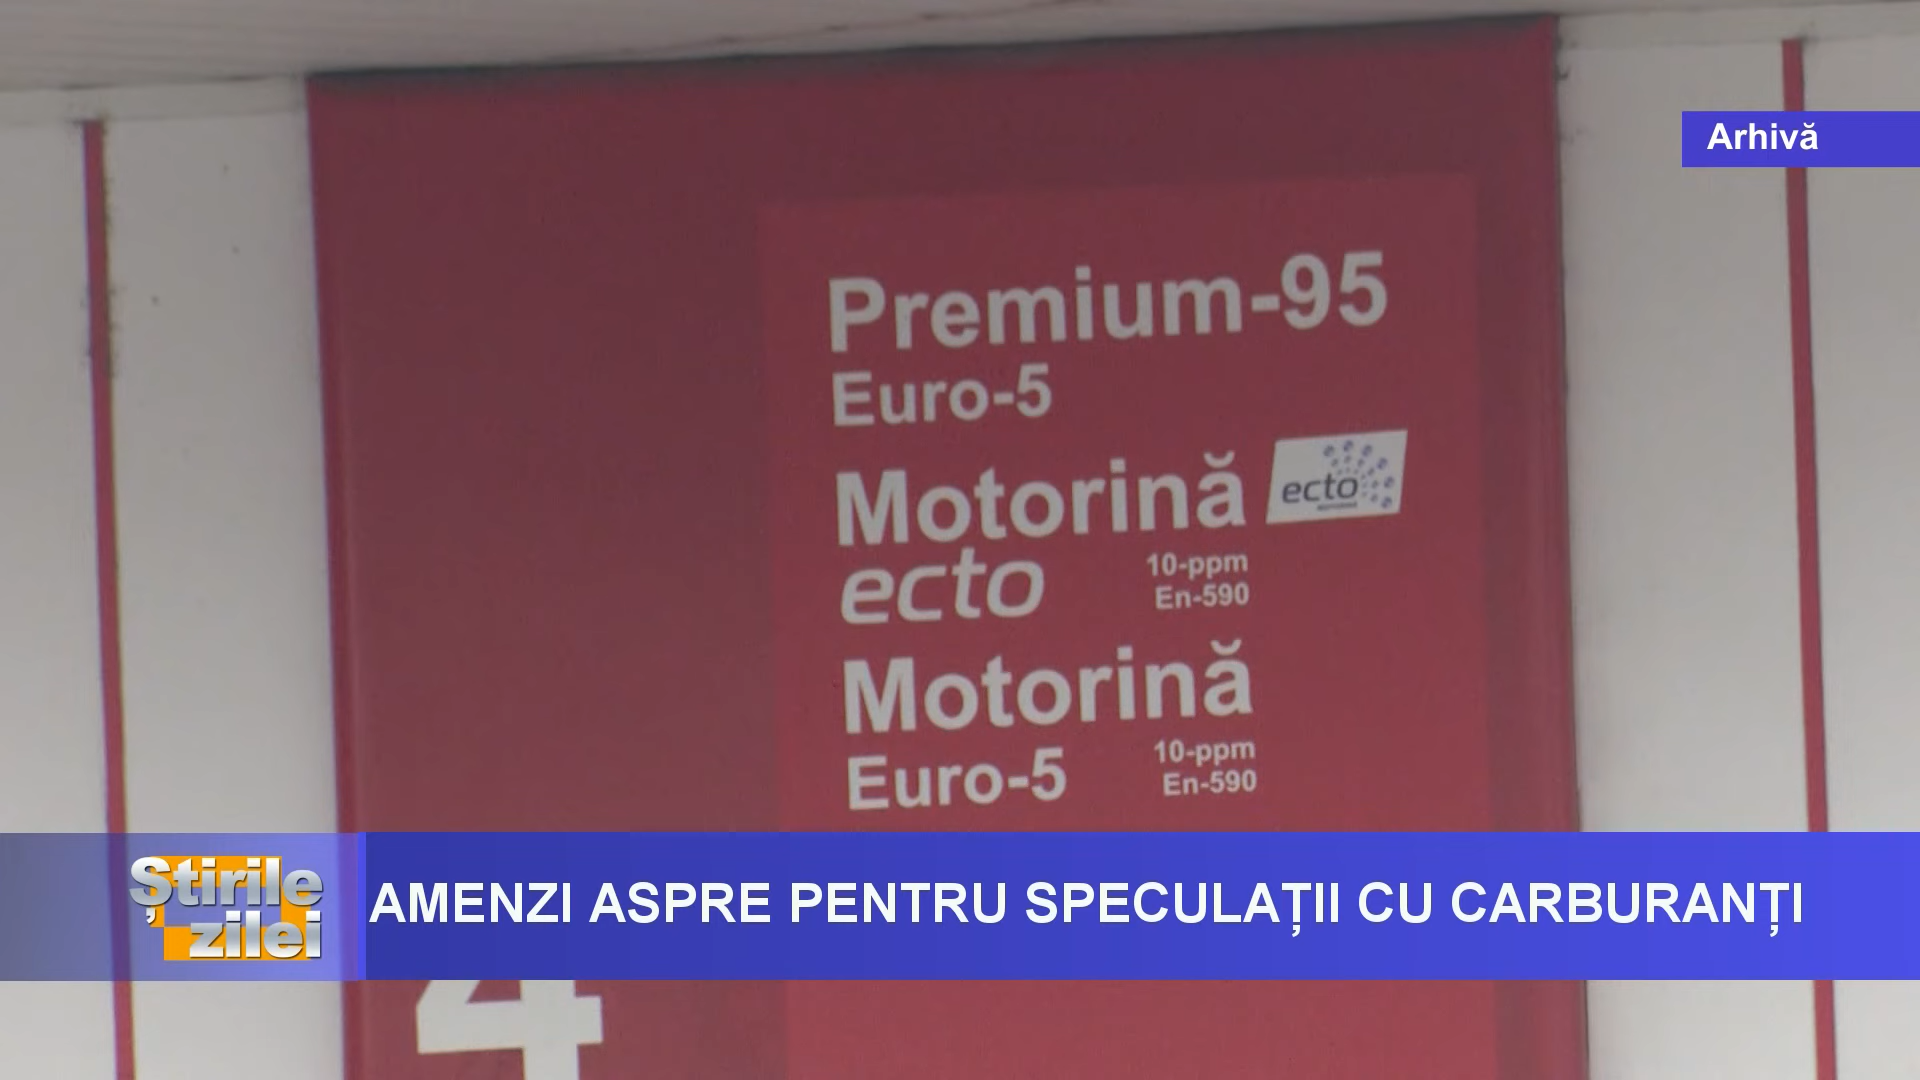 Arhivă
Premium-95
Euro-5
Motorină ecto
ecto 10-ppm
En-590
Motorină
Euro-5 10-ppm
En-590
Știrile zilei
AMENZI ASPRE PENTRU SPECULAȚII CU CARBURANȚI
4